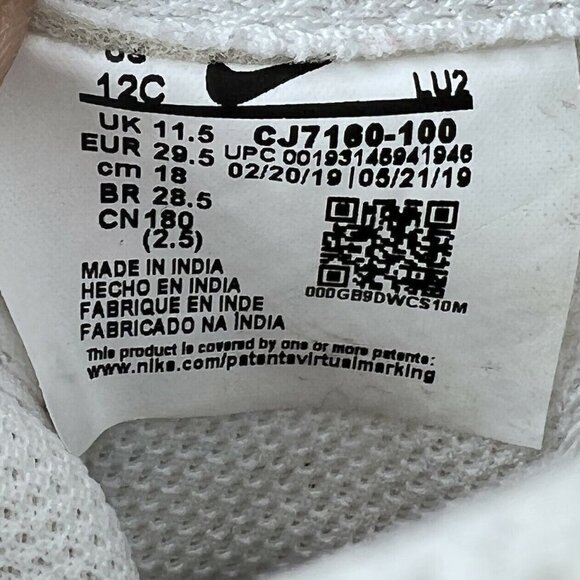 US
12C
LU2
UK 11.5
EUR 29.5
cm 18
BR 28.5
CN 180
(2.5)
CJ7160-100
UPC 00193145941946
02/20/19 | 05/21/19
000GB9DWCS10M
MADE IN INDIA
HECHO EN INDIA
FABRIQUE EN INDE
FABRICADO NA ÍNDIA
This product is covered by one or more patents:
www.nike.com/patentsvirtualmarking